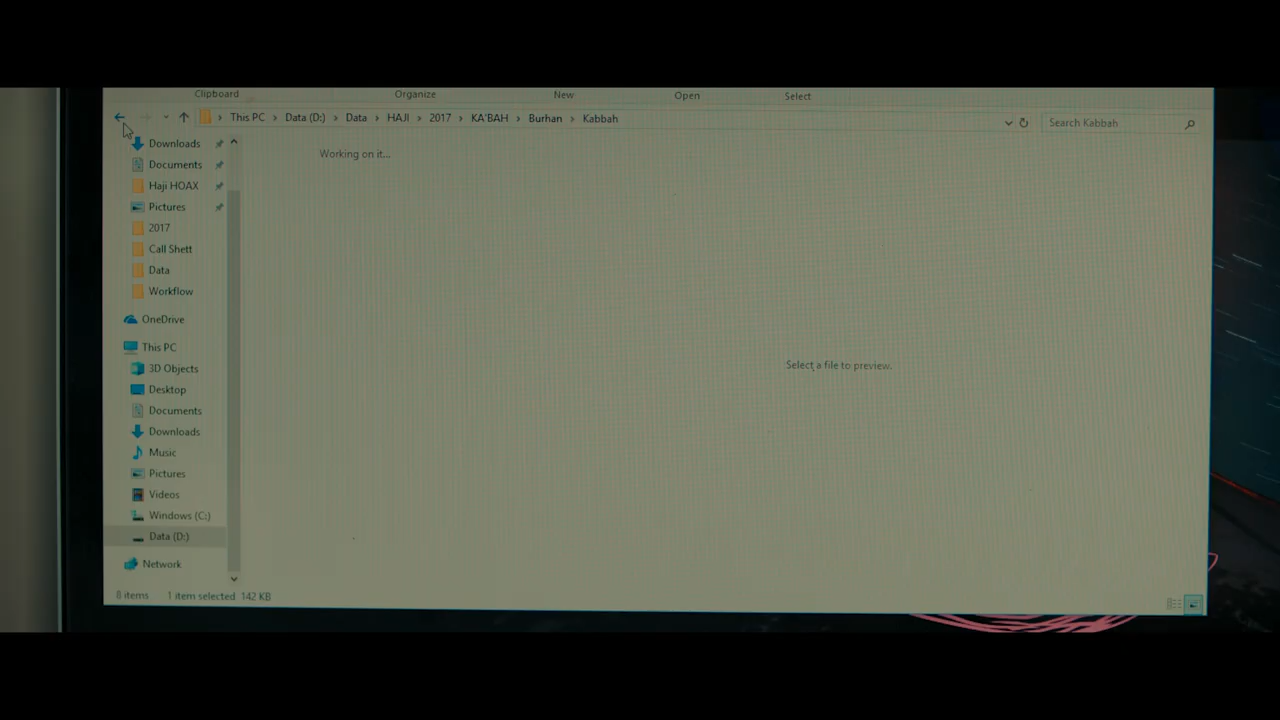 Clipboard Organize New Open Select
This PC > Data (D:) > Data > HAJI > 2017 > KA'BAH > Burhan > Kabbah Search Kabbah
Downloads
Documents
Haji HOAX
Pictures
2017
Call Shett
Data
Workflow
OneDrive
This PC
3D Objects
Desktop
Documents
Downloads
Music
Pictures
Videos
Windows (C:)
Data (D:)
Network
Working on it...
Select a file to preview.
8 items 1 item selected 142 KB